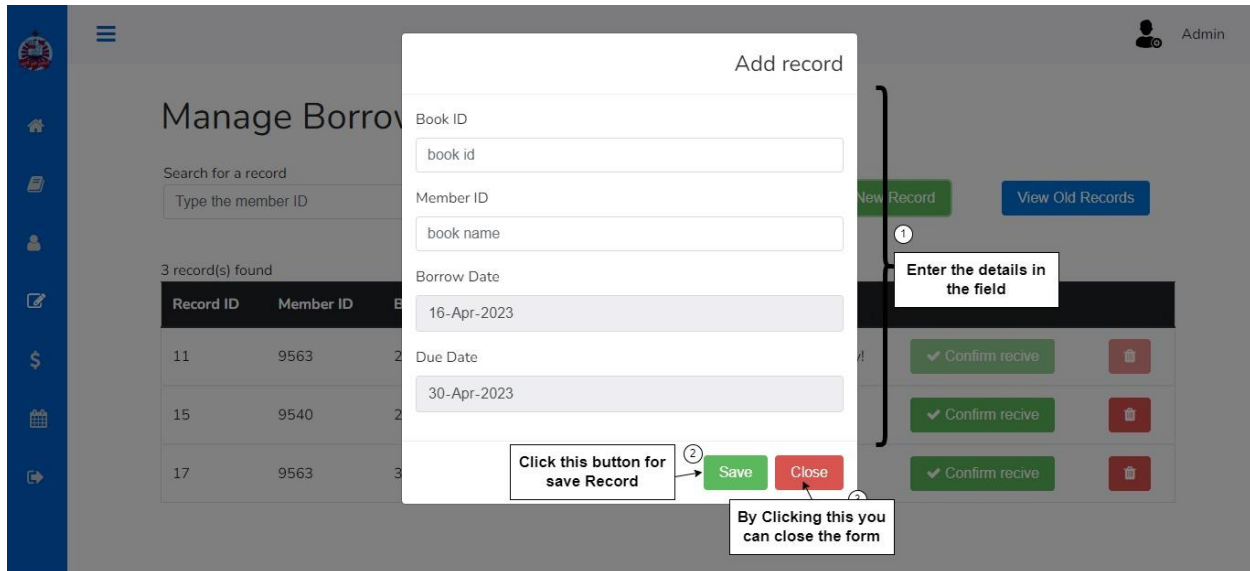 Admin
Add record
Manage Borrow
Book ID
book id
Search for a record
Type the member ID
Member ID
book name
New Record
View Old Records
1
Enter the details in
the field
3 record(s) found
Borrow Date
16-Apr-2023
Record ID
Member ID
B
11
9563
2
Due Date
y!
Confirm recive
30-Apr-2023
15
9540
2
Confirm recive
Click this button for
save Record
2
Save
Close
17
9563
3
Confirm recive
By Clicking this you
can close the form